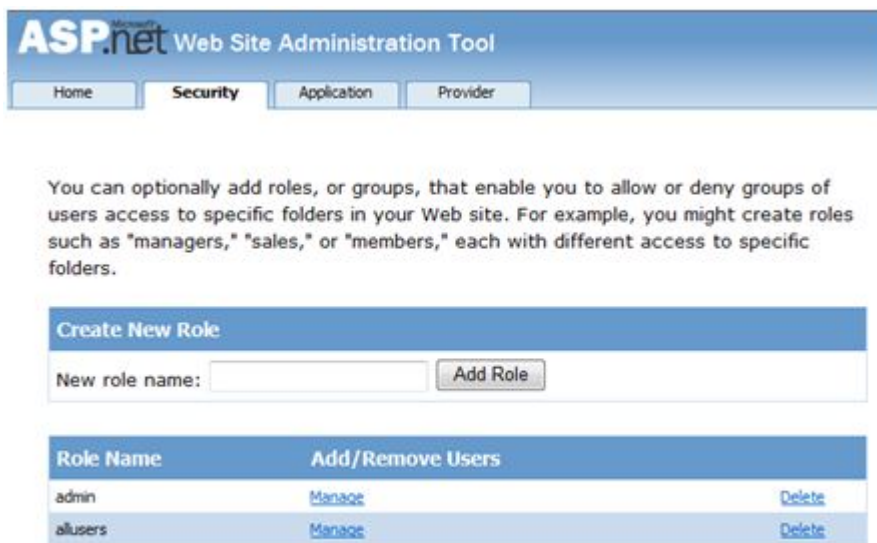 Microsoft
ASP.net Web Site Administration Tool
Home Security Application Provider
You can optionally add roles, or groups, that enable you to allow or deny groups of
users access to specific folders in your Web site. For example, you might create roles
such as "managers," "sales," or "members," each with different access to specific
folders.
Create New Role
New role name: Add Role
Role Name Add/Remove Users
admin Manage Delete
allusers Manage Delete